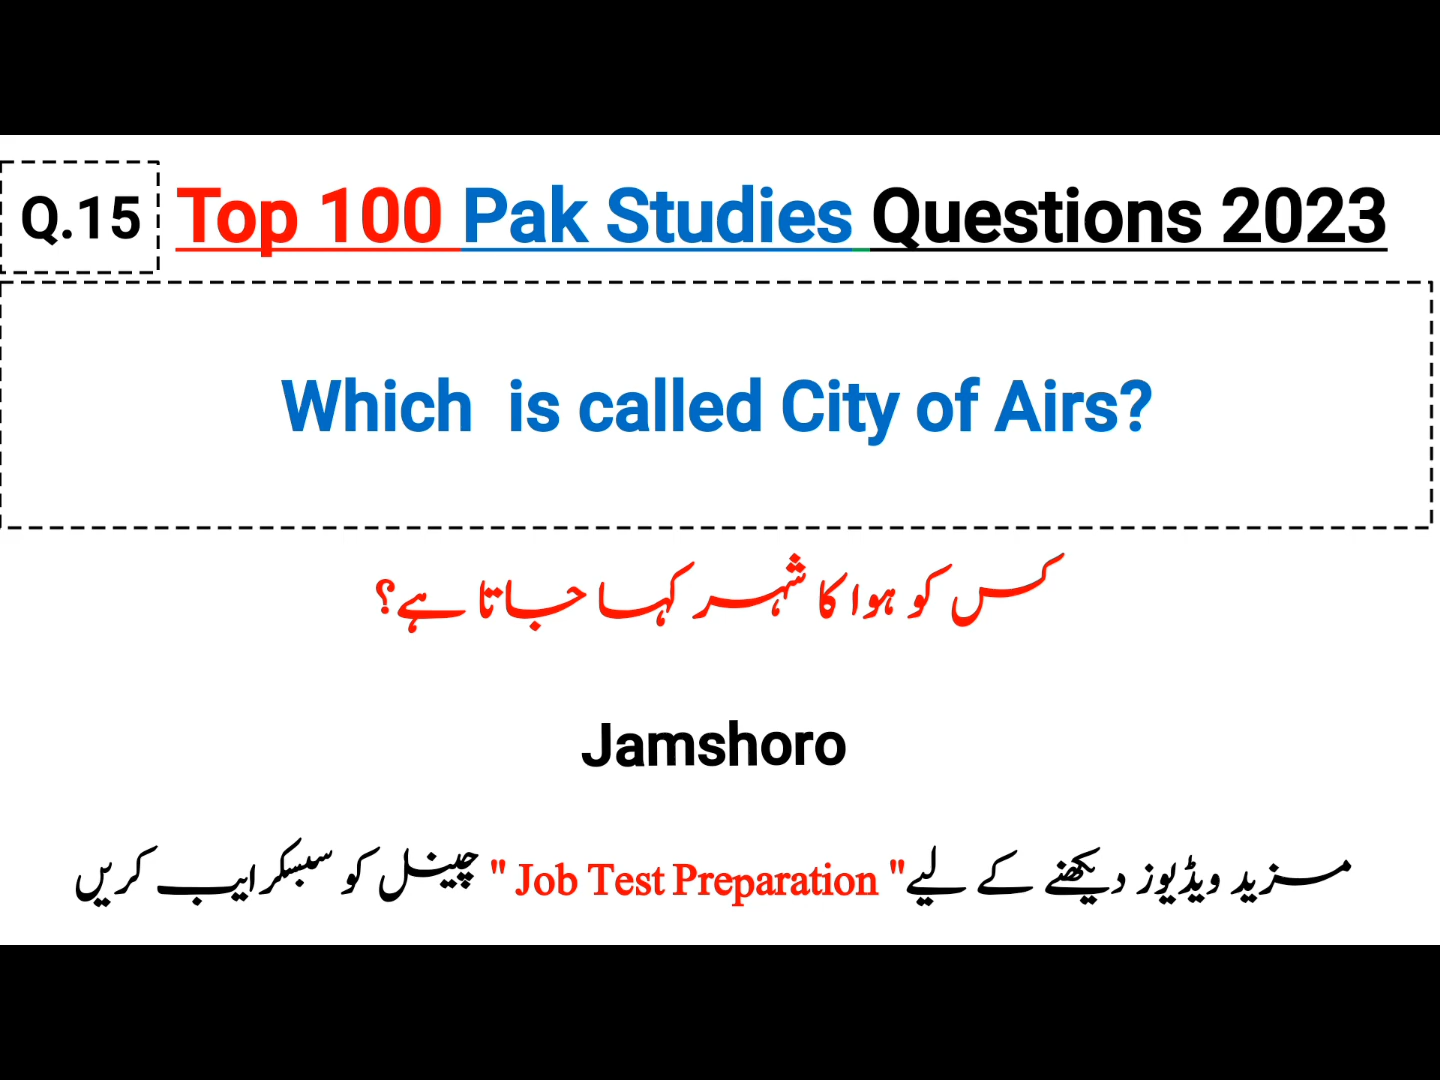 Q.15 Top 100 Pak Studies Questions 2023
Which is called City of Airs?
کس کو ہوا کا شہر کہا جاتا ہے؟
Jamshoro
مزید ویڈیوز دیکھنے کے لیے " Job Test Preparation " چینل کو سبسکرایب کریں